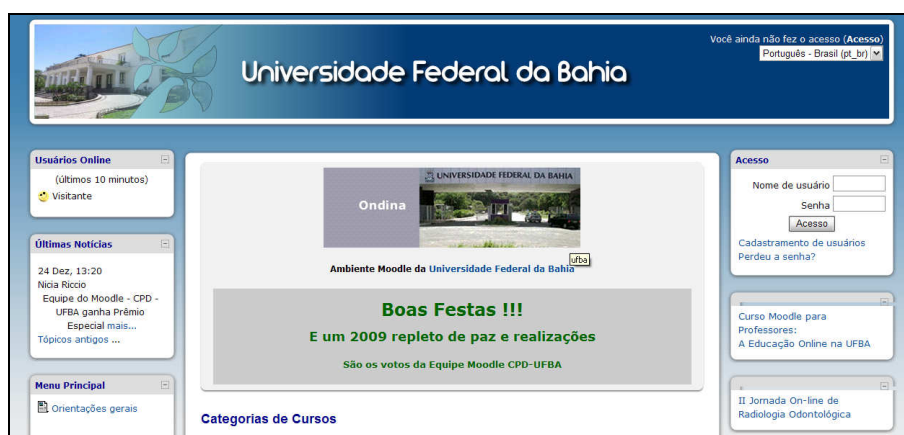 Você ainda não fez o acesso (Acesso)
Português - Brasil (pt_br)
Universidade Federal da Bahia
Usuários Online
(últimos 10 minutos)
Visitante
Últimas Notícias
24 Dez, 13:20
Nicia Riccio
Equipe do Moodle - CPD -
UFBA ganha Prêmio
Especial mais...
Tópicos antigos ...
Menu Principal
Orientações gerais
UNIVERSIDADE FEDERAL DA BAHIA
Ondina
ufba
Ambiente Moodle da Universidade Federal da Bahia
Boas Festas !!!
E um 2009 repleto de paz e realizações
São os votos da Equipe Moodle CPD-UFBA
Categorias de Cursos
Acesso
Nome de usuário
Senha
Acesso
Cadastramento de usuários
Perdeu a senha?
Curso Moodle para
Professores:
A Educação Online na UFBA
II Jornada On-line de
Radiologia Odontológica